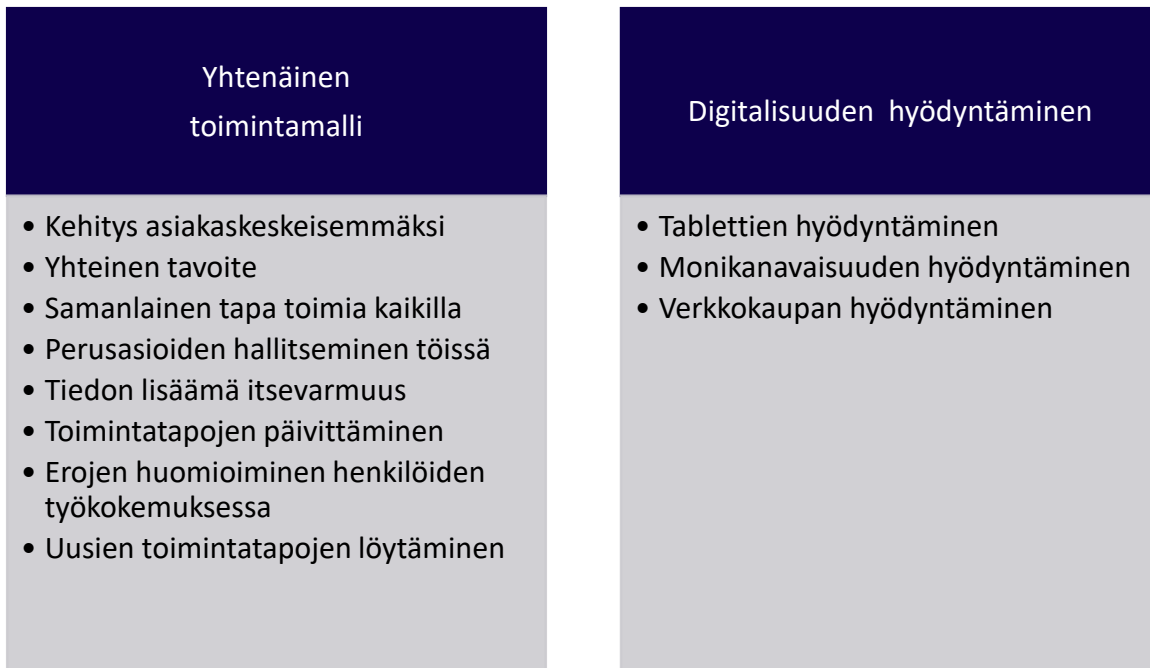 Yhtenäinen
toimintamalli
• Kehitys asiakaskeskeisemmäksi
• Yhteinen tavoite
• Samanlainen tapa toimia kaikilla
• Perusasioiden hallitseminen töissä
• Tiedon lisäämä itsevarmuus
• Toimintatapojen päivittäminen
• Erojen huomioiminen henkilöiden
työkokemuksessa
• Uusien toimintatapojen löytäminen
Digitalisuuden hyödyntäminen
• Tablettien hyödyntäminen
• Monikanavaisuuden hyödyntäminen
• Verkkokaupan hyödyntäminen